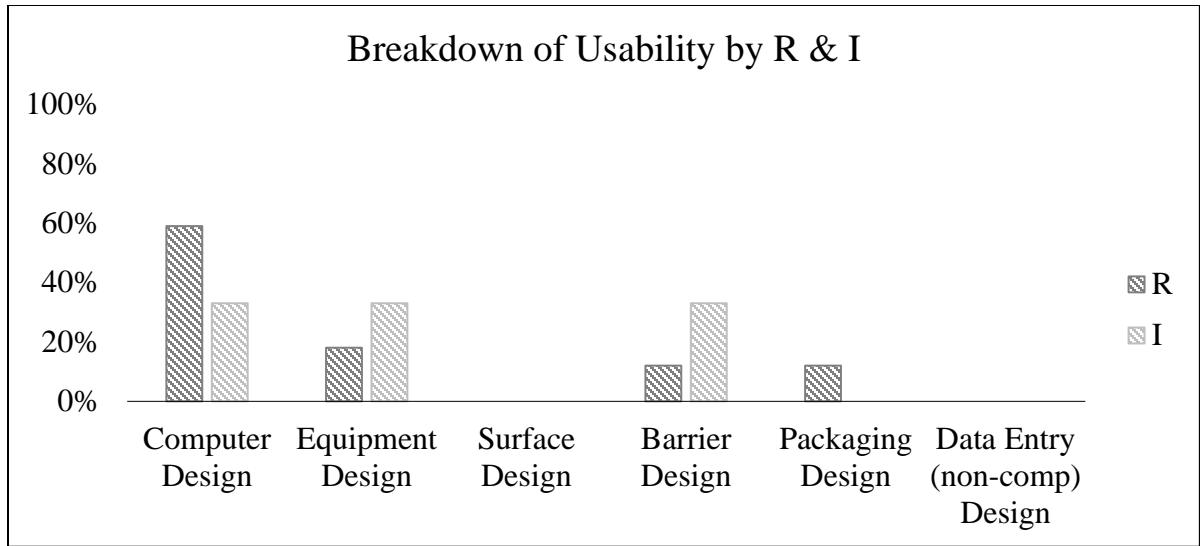 Breakdown of Usability by R & I
100%
80%
60%
40%
20%
0%
Computer
Design
Equipment
Design
Surface
Design
Barrier
Design
Packaging
Design
Data Entry
(non-comp)
Design
R
I